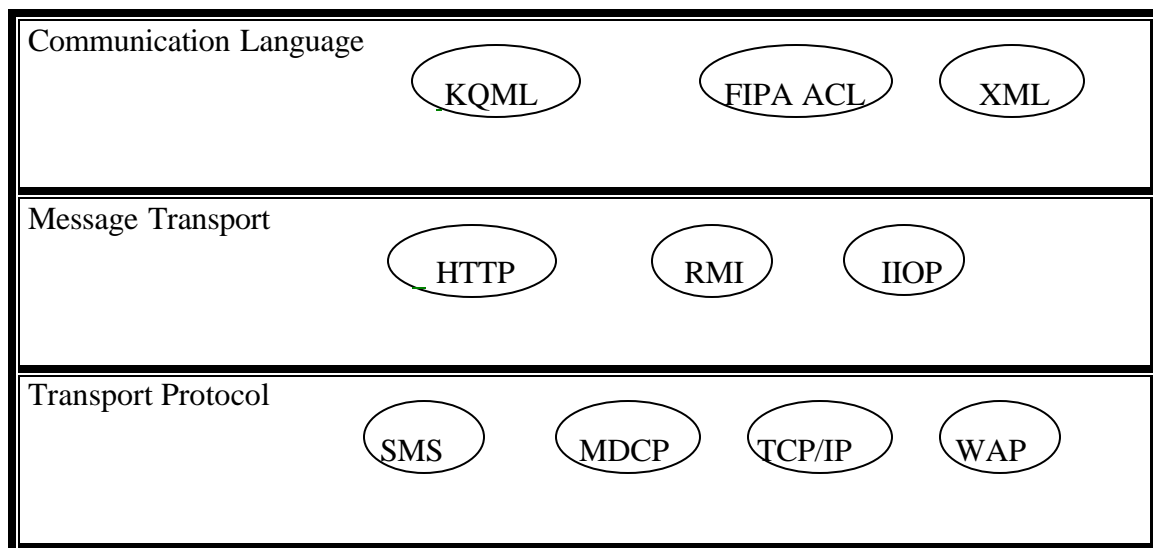 Communication Language
KQML FIPA ACL XML
Message Transport
HTTP RMI IIOP
Transport Protocol
SMS MDCP TCP/IP WAP